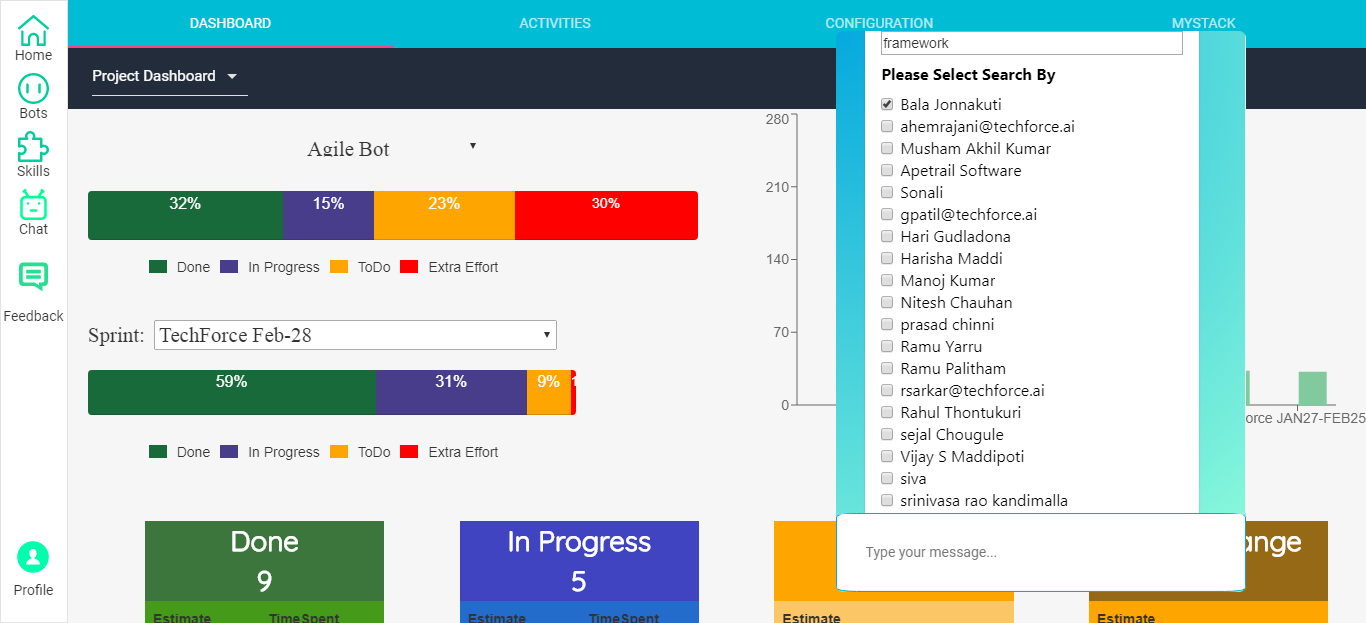 DASHBOARD ACTIVITIES CONFIGURATION MYSTACK
Home
Bots
Skills
Chat
Feedback
Profile
Project Dashboard
Agile Bot
32% 15% 23% 30%
Done In Progress ToDo Extra Effort
Sprint: TechForce Feb-28
59% 31% 9%
Done In Progress ToDo Extra Effort
280
210
140
70
0
orce JAN27-FEB25
framework
Please Select Search By
Bala Jonnakuti
ahemrajani@techforce.ai
Musham Akhil Kumar
Apetrail Software
Sonali
gpatil@techforce.ai
Hari Gudladona
Harisha Maddi
Manoj Kumar
Nitesh Chauhan
prasad chinni
Ramu Yarru
Ramu Palitham
rsarkar@techforce.ai
Rahul Thontukuri
sejal Chougule
Vijay S Maddipoti
siva
srinivasa rao kandimalla
Type your message...
Done
9
Estimate TimeSpent
In Progress
5
Estimate TimeSpent
Estimate
ange
Estimate